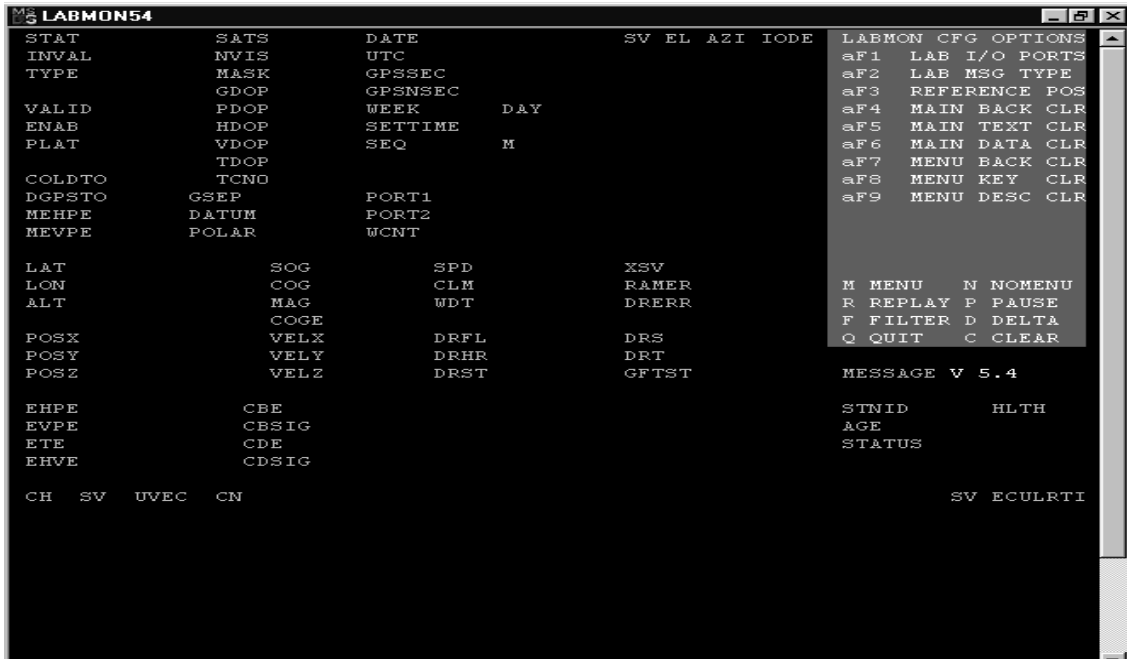 LABMON54
STAT SATS DATE SV EL AZI IODE LABMON CFG OPTIONS
INVAL NVIS UTC aF1 LAB I/O PORTS
TYPE MASK GPSSEC aF2 LAB MSG TYPE
GDOP GPSNSEC aF3 REFERENCE POS
VALID PDOP WEEK DAY aF4 MAIN BACK CLR
ENAB HDOP SETTIME aF5 MAIN TEXT CLR
PLAT VDOP SEQ M aF6 MAIN DATA CLR
TDOP aF7 MENU BACK CLR
COLDTO TCNO aF8 MENU KEY CLR
DGPSTO GSEP PORT1 aF9 MENU DESC CLR
MEHPE DATUM PORT2
MEVPE POLAR WCNT
LAT SOG SPD XSV
LON COG CLM RAMER M MENU N NOMENU
ALT MAG WDT DRERR R REPLAY P PAUSE
COGE F FILTER D DELTA
POSX VELX DRFL DRS Q QUIT C CLEAR
POSY VELY DRHR DRT
POSZ VELZ DRST GFTST MESSAGE V 5.4
EHPE CBE STNID HLTH
EVPE CBSIG AGE
ETE CDE STATUS
EHVE CDSIG
CH SV UVEC CN SV ECULRTI